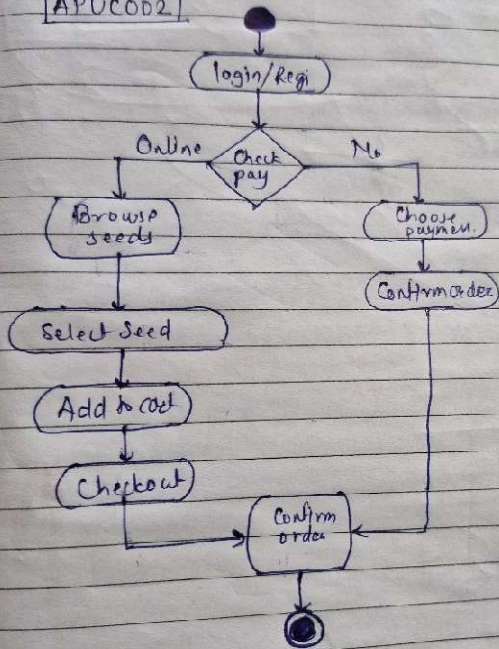 APUCOD2
login/Regi
Online
Check
pay
No
Browse
seeds
Choose
paymen.
Confirm order
Select Seed
Add to cart
Checkout
Confirm
order